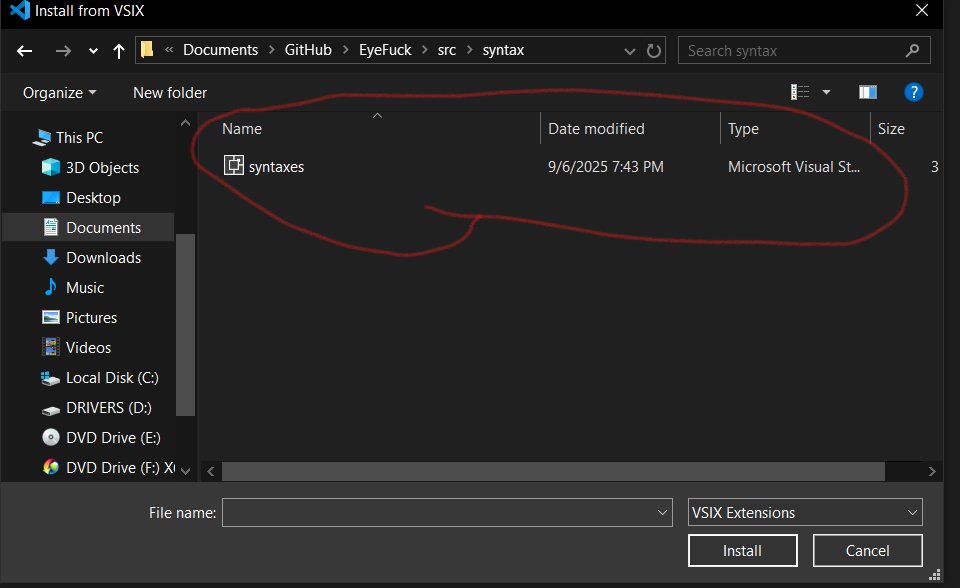 Install from VSIX
« Documents > GitHub > EyeFuck > src > syntax
Search syntax
Organize
New folder
?
This PC
3D Objects
Desktop
Documents
Downloads
Music
Pictures
Videos
Local Disk (C:)
DRIVERS (D:)
DVD Drive (E:)
DVD Drive (F:) X
Name Date modified Type Size
syntaxes 9/6/2025 7:43 PM Microsoft Visual St... 3
File name:
VSIX Extensions
Install
Cancel